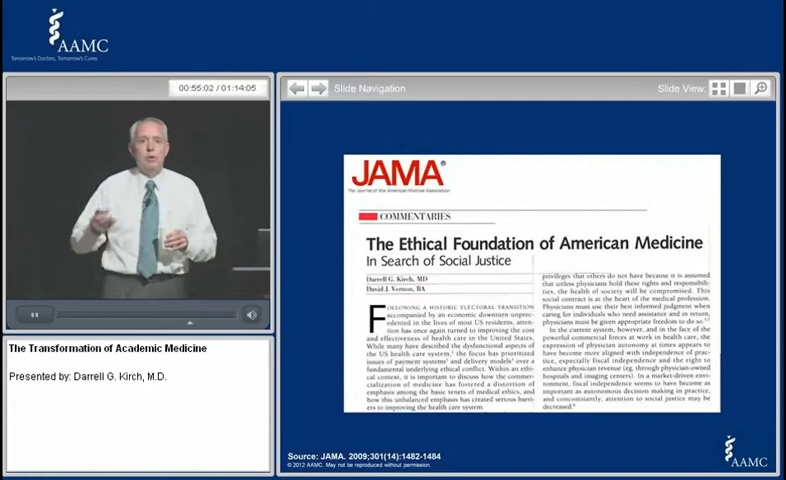 AAMC
Tomorrow's Doctors, Tomorrow's Cures
00:55:02 / 01:14:05
Slide Navigation
Slide View:
The Transformation of Academic Medicine
Presented by: Darrell G. Kirch, M.D.
JAMA®
The Journal of the American Medical Association
COMMENTARIES
The Ethical Foundation of American Medicine
In Search of Social Justice
Darrell G. Kirch, MD
David J. Vernon, BA
FOLLOWING A HISTORIC ELECTORAL TRANSITION
accompanied by an economic downturn unprec-
edented in the lives of most US residents, atten-
tion has once again turned to improving the cost
and effectiveness of health care in the United States.
While many have described the dysfunctional aspects of
the US health care system,¹ the focus has prioritized
issues of payment systems² and delivery models³ over a
fundamental underlying ethical conflict. Within an ethi-
cal context, it is important to discuss how the commer-
cialization of medicine has fostered a distortion of
emphasis among the basic tenets of medical ethics, and
how this unbalanced emphasis has created serious barri-
ers to improving the health care system.
privileges that others do not have because it is assumed
that unless physicians hold these rights and responsibili-
ties, the health of society will be compromised. This
social contract is at the heart of the medical profession.
Physicians must use their best informed judgment when
caring for individuals who need assistance and in return,
physicians must be given appropriate freedom to do so.
In the current system, however, and in the face of the
powerful commercial forces at work in health care, the
expression of physician autonomy at times appears to
have become more aligned with independence of prac-
tice, especially fiscal independence and the right to
enhance physician revenue (eg, through physician-owned
hospitals and imaging centers). In a market-driven envi-
ronment, fiscal independence seems to have become as
important as autonomous decision making in practice,
and concomitantly, attention to social justice may be
decreased.
Source: JAMA. 2009;301(14):1482-1484
© 2012 AAMC. May not be reproduced without permission.
AAMC